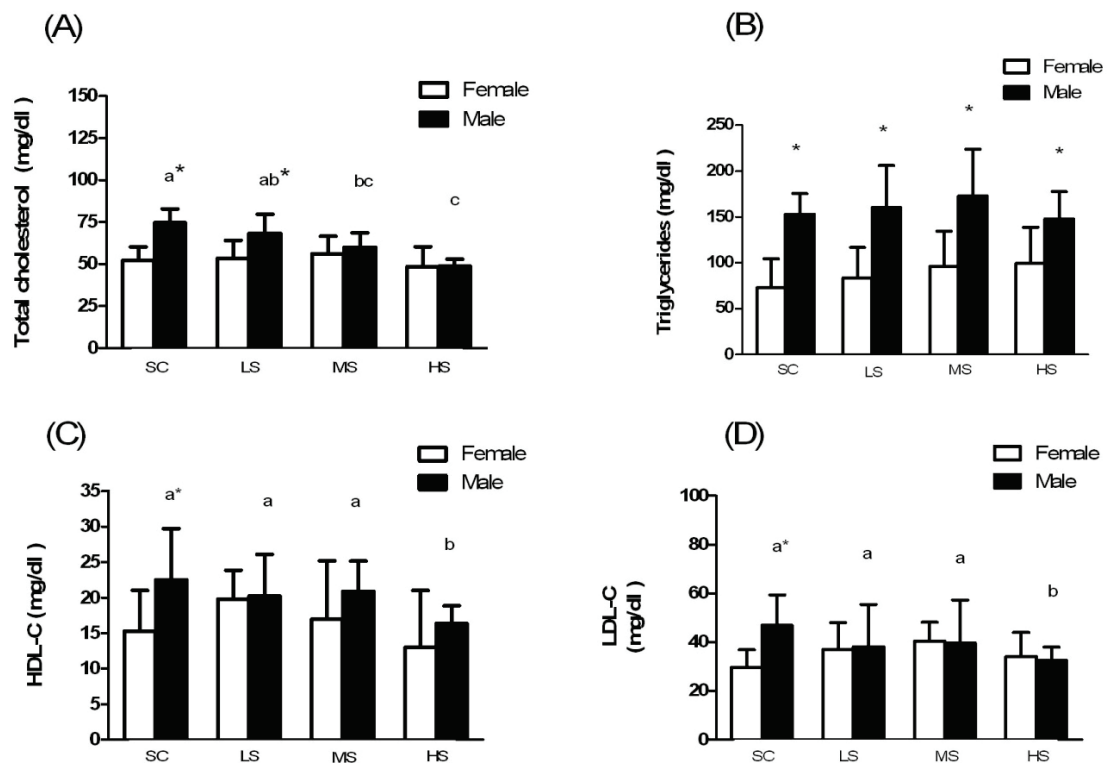 (A)
Female
Male
Total cholesterol (mg/dl)
150
125
100
75
50
25
0
a*
ab*
bc
c
SC
LS
MS
HS
(B)
Female
Male
Triglycerides (mg/dl)
250
200
150
100
50
0
*
*
*
*
SC
LS
MS
HS
(C)
Female
Male
HDL-C (mg/dl)
35
30
25
20
15
10
5
0
a*
a
a
b
SC
LS
MS
HS
(D)
Female
Male
LDL-C
(mg/dl)
100
80
60
40
20
0
a*
a
a
b
SC
LS
MS
HS